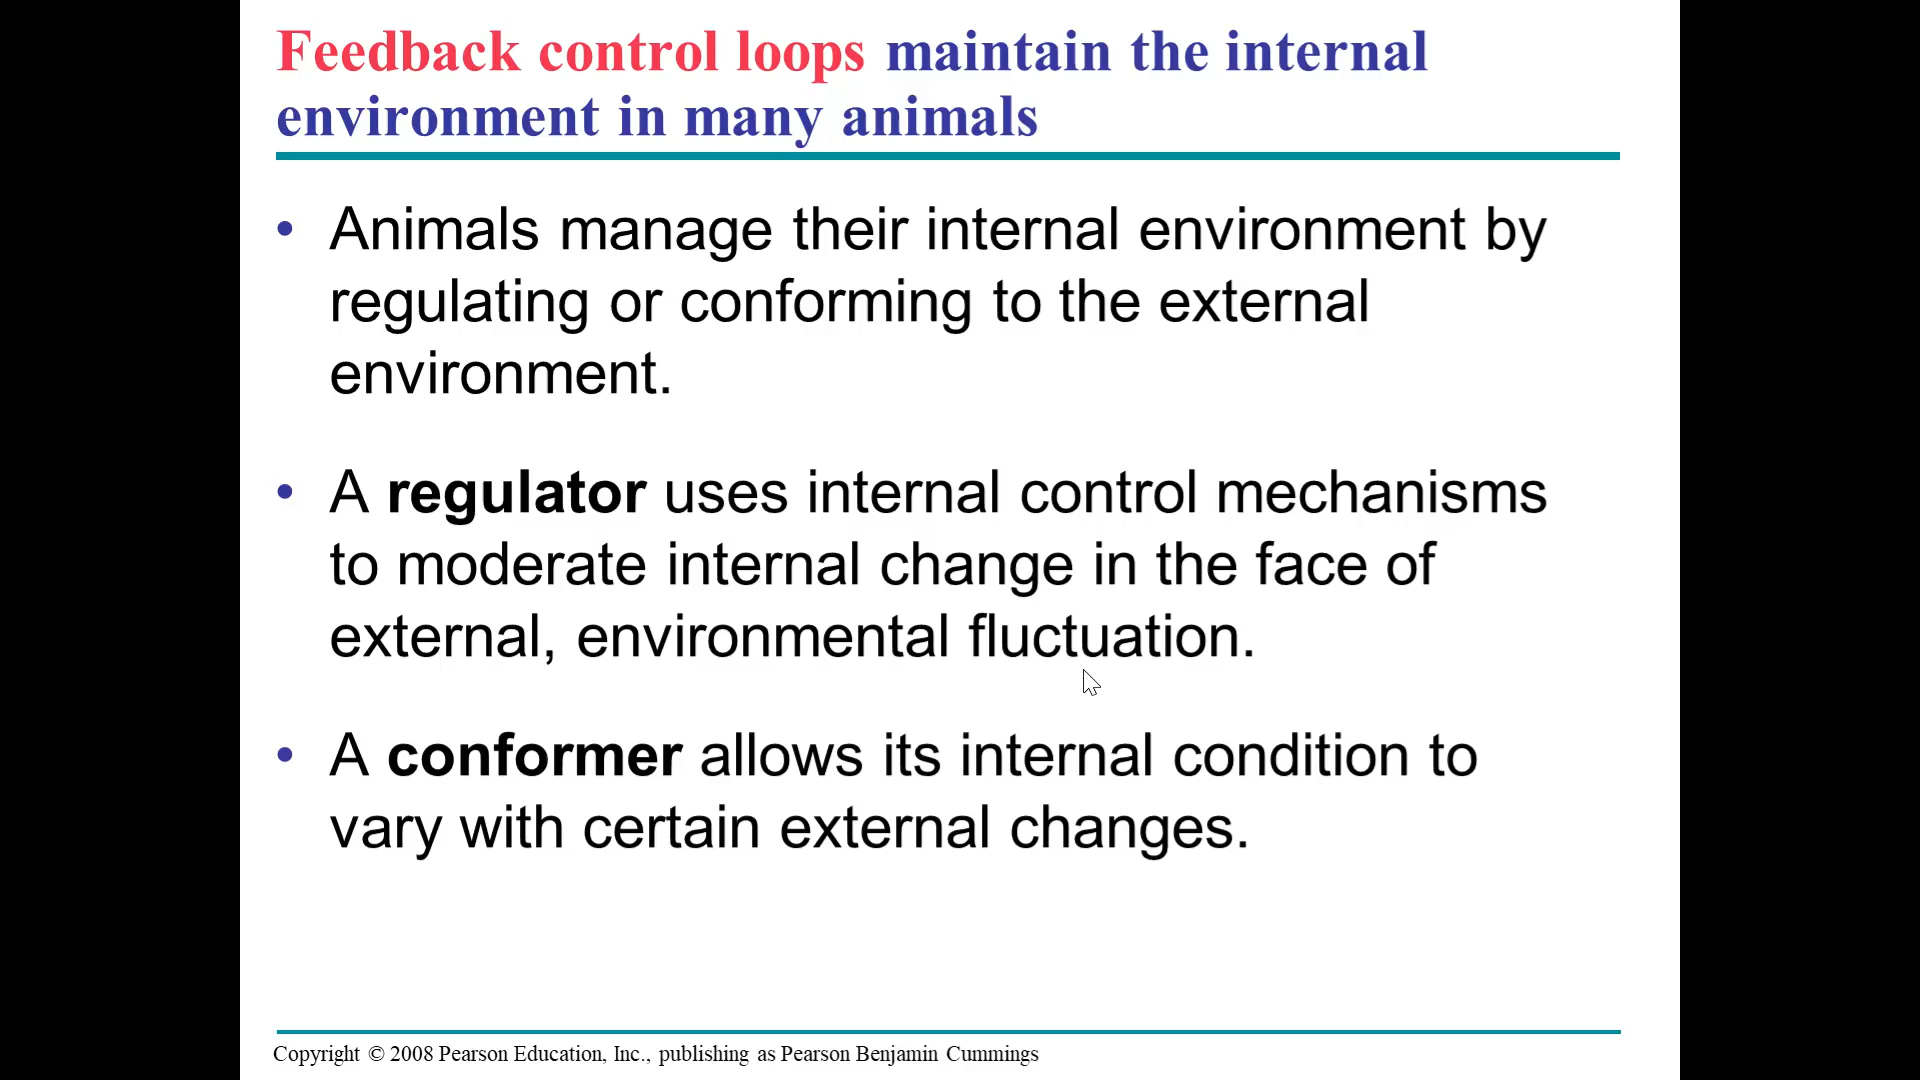 Feedback control loops maintain the internal
environment in many animals
• Animals manage their internal environment by
regulating or conforming to the external
environment.
• A regulator uses internal control mechanisms
to moderate internal change in the face of
external, environmental fluctuation.
• A conformer allows its internal condition to
vary with certain external changes.
Copyright © 2008 Pearson Education, Inc., publishing as Pearson Benjamin Cummings